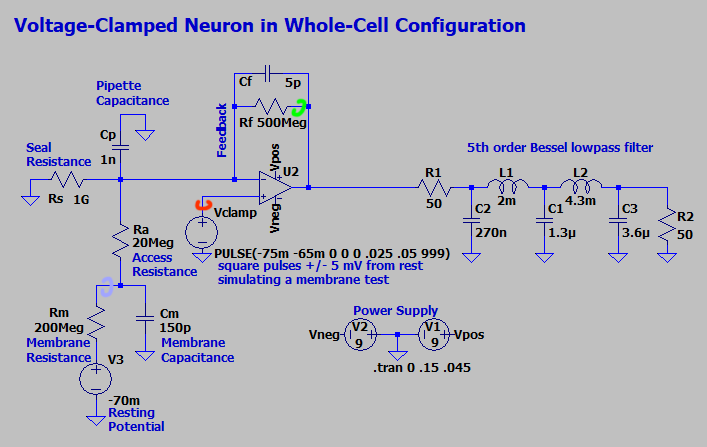 Voltage-Clamped Neuron in Whole-Cell Configuration
Cf
5p
Pipette
Capacitance
Feedback
Rf 500Meg
Cp
1n
Vpos
U2
Seal
Resistance
5th order Bessel lowpass filter
Rs 1G
R1
50
L1
2m
L2
4.3m
Vclamp
Vneg
C2
270n
C1
1.3µ
C3
3.6µ
R2
50
Ra
20Meg
Access
Resistance
PULSE(-75m -65m 0 0 0 .025 .05 999)
square pulses +/- 5 mV from rest
simulating a membrane test
Rm
200Meg
Membrane
Resistance
Cm
150p
Membrane
Capacitance
Power Supply
Vneg
V2
9
V1
9
Vpos
.tran 0 .15 .045
V3
-70m
Resting
Potential